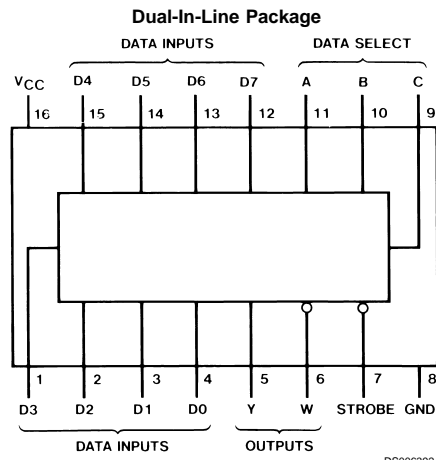 Dual-In-Line Package
DATA INPUTS DATA SELECT
VCC D4 D5 D6 D7 A B C
16 15 14 13 12 11 10 9
1 2 3 4 5 6 7 8
D3 D2 D1 D0 Y W STROBE GND
DATA INPUTS OUTPUTS